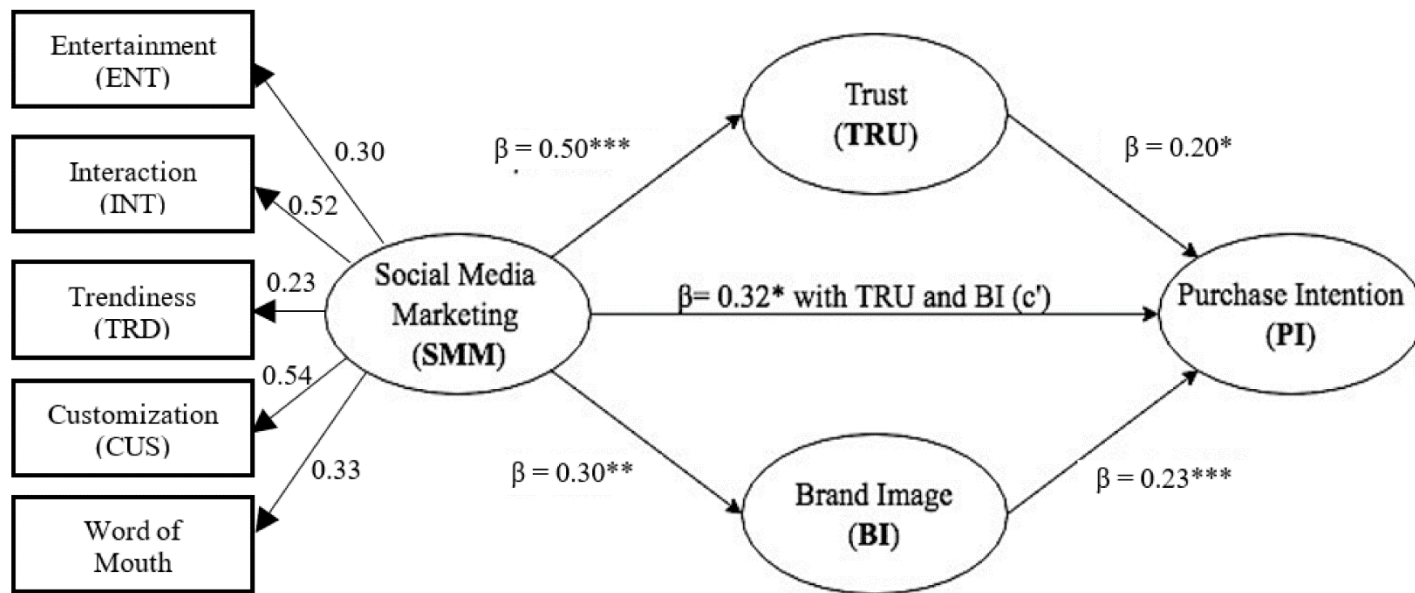 Entertainment
(ENT)
0.30
Interaction
(INT)
0.52
Trendiness
(TRD)
0.23
Customization
(CUS)
0.54
Word of
Mouth
0.33
Social Media
Marketing
(SMM)
β = 0.50***
Trust
(TRU)
β = 0.20*
β= 0.32* with TRU and BI (c')
Purchase Intention
(PI)
β = 0.30**
Brand Image
(BI)
β = 0.23***